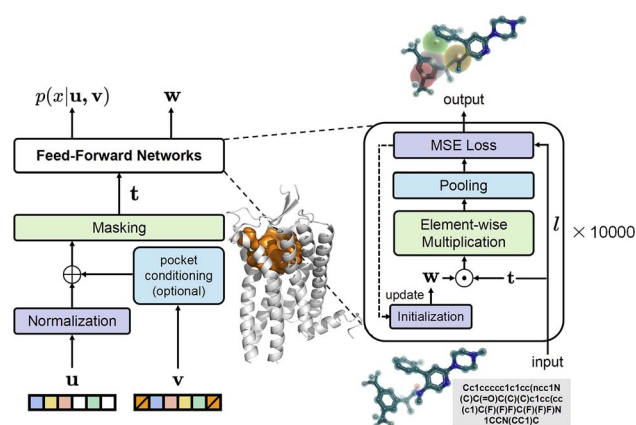 p(x|u, v)
w
Feed-Forward Networks
t
Masking
pocket
conditioning
(optional)
Normalization
u
v
output
MSE Loss
Pooling
Element-wise
Multiplication
l
× 10000
w
t
update
Initialization
input
Cc1ccccc1c1cc(ncc1N
(C)C(=O)C(C)(C)c1cc(cc
(c1)C(F)(F)F)C(F)(F)F)N
1CCN(CC1)C